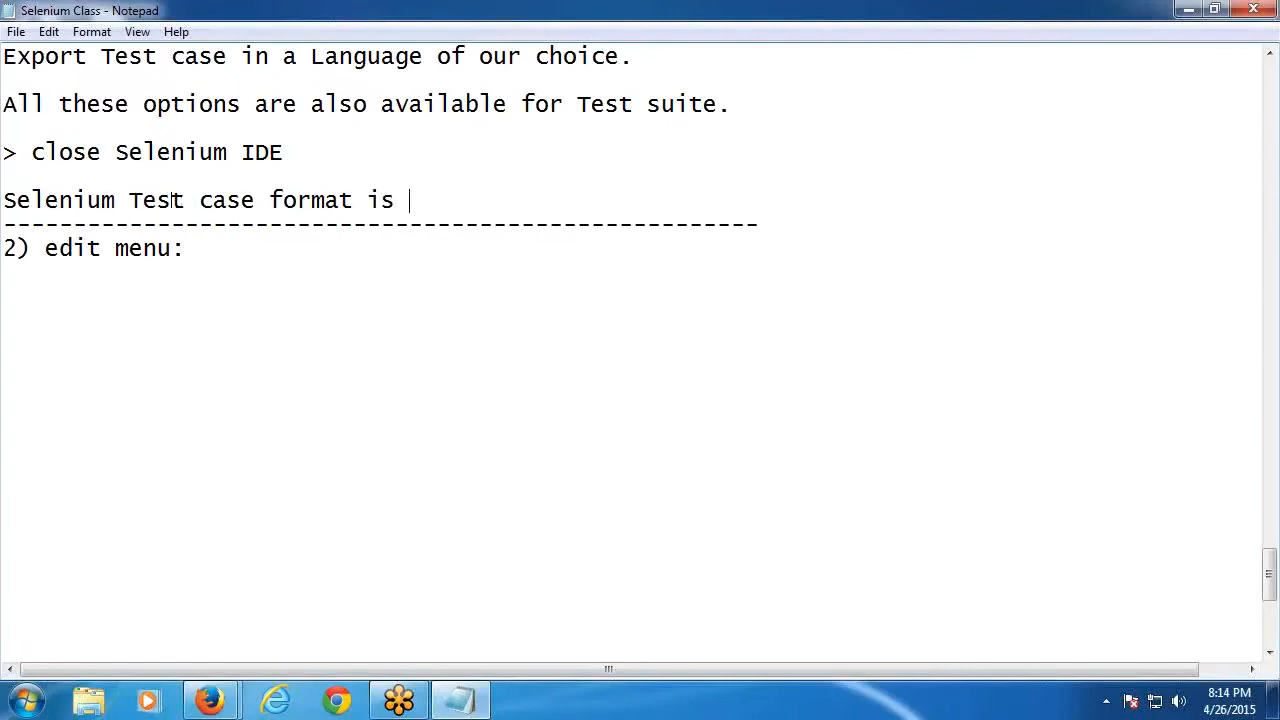 Selenium Class - Notepad
File Edit Format View Help
Export Test case in a Language of our choice.
All these options are also available for Test suite.
> close Selenium IDE
Selenium Test case format is
------------------------------------------------------
2) edit menu:
8:14 PM
4/26/2015